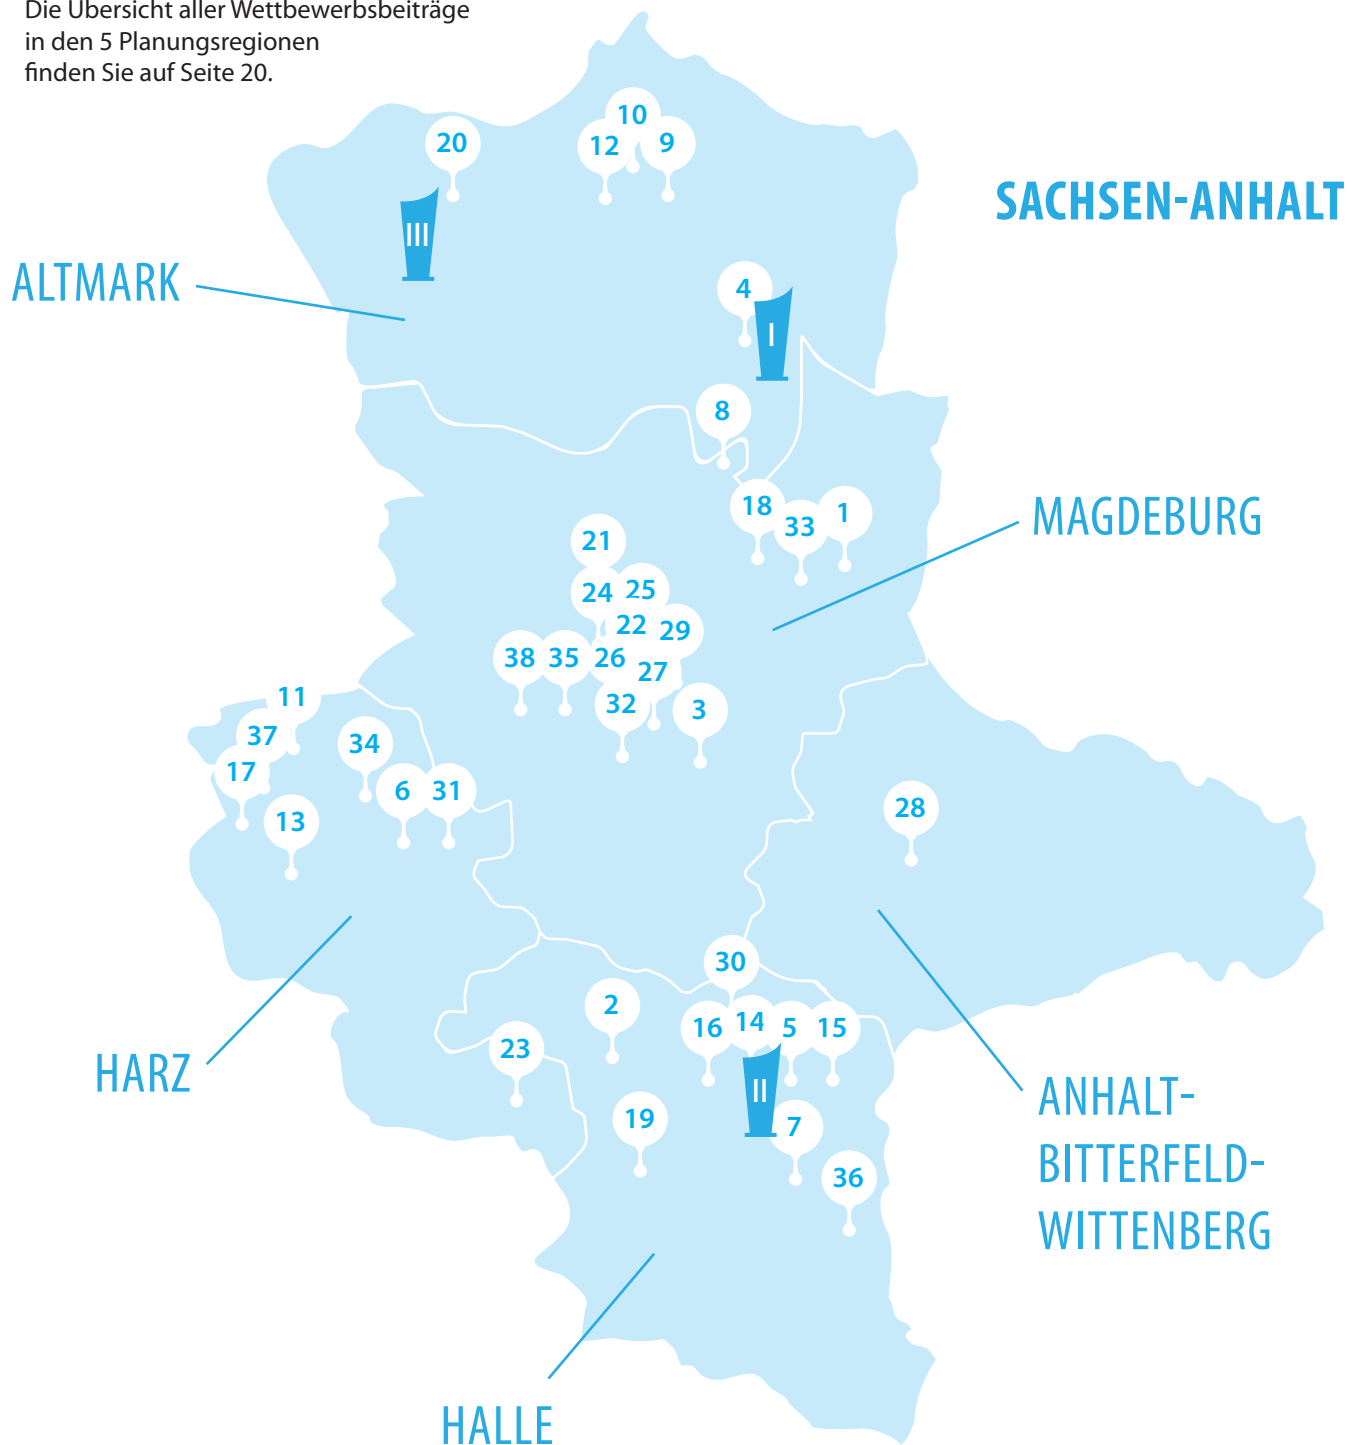 Die Übersicht aller Wettbewerbsbeiträge
in den 5 Planungsregionen
finden Sie auf Seite 20.
SACHSEN-ANHALT
10
20
12
9
III
ALTMARK
4
I
8
MAGDEBURG
18
33
1
21
24
25
22
29
38
35
26
27
32
3
11
37
34
17
6
31
13
28
30
2
16
14
5
15
23
II
HARZ
19
7
36
ANHALT-
BITTERFELD-
WITTENBERG
HALLE